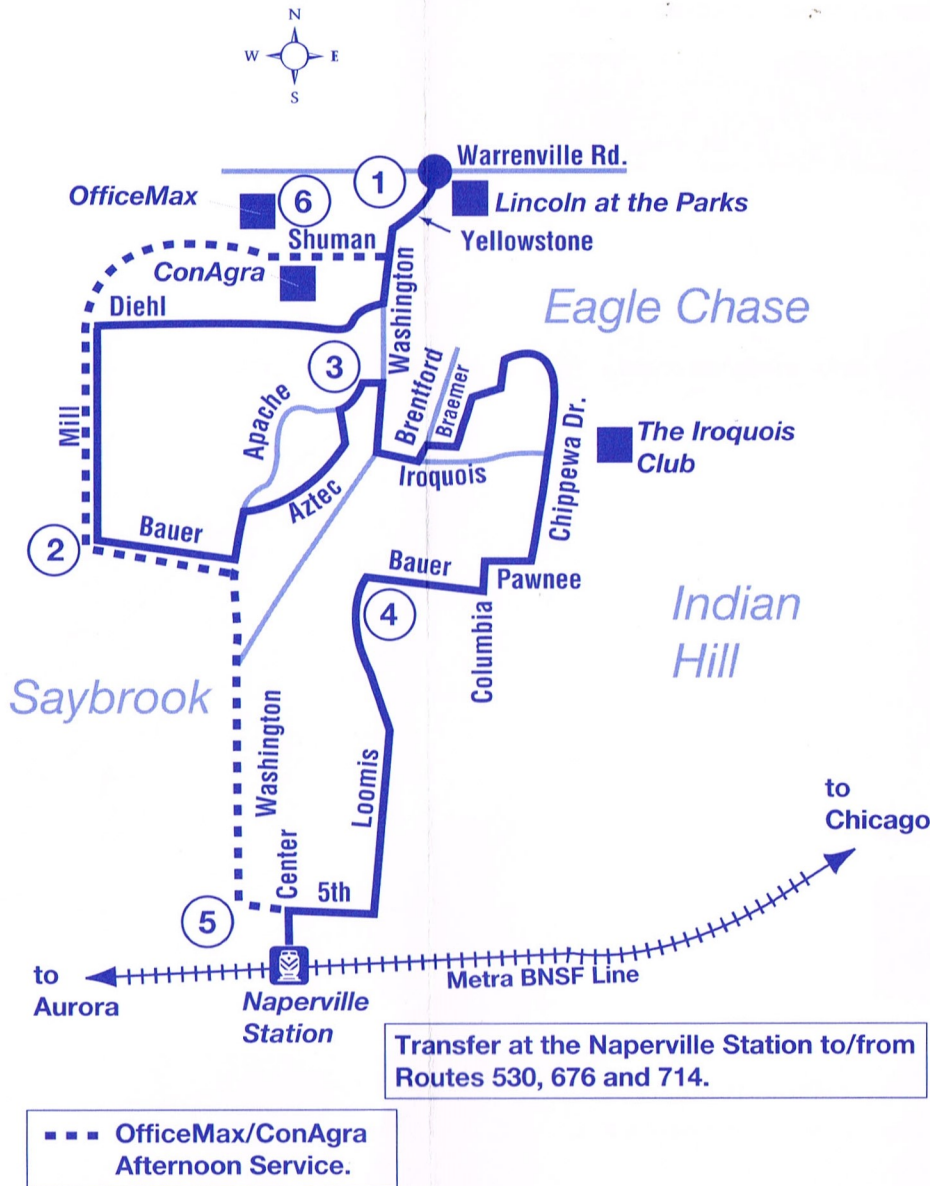 N
W E
S
Warrenville Rd.
1
OfficeMax
6
Lincoln at the Parks
Shuman
Yellowstone
ConAgra
Diehl
Washington
Eagle Chase
3
Brentford
Braemer
Apache
Mill
Chippewa Dr.
The Iroquois
Club
Iroquois
Aztec
Bauer
2
Bauer
Pawnee
4
Columbia
Indian
Hill
Saybrook
Washington
Loomis
to
Chicago
Center
5th
5
to
Aurora
Metra BNSF Line
Naperville
Station
Transfer at the Naperville Station to/from
Routes 530, 676 and 714.
OfficeMax/ConAgra
Afternoon Service.